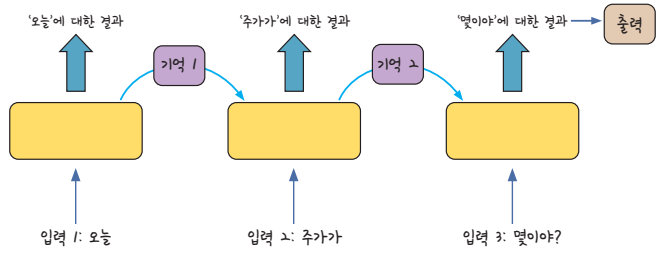 '오늘'에 대한 결과
'주가가'에 대한 결과
'몇이야'에 대한 결과
출력
기억 1
기억 2
입력 1: 오늘
입력 2: 주가가
입력 3: 몇이야?